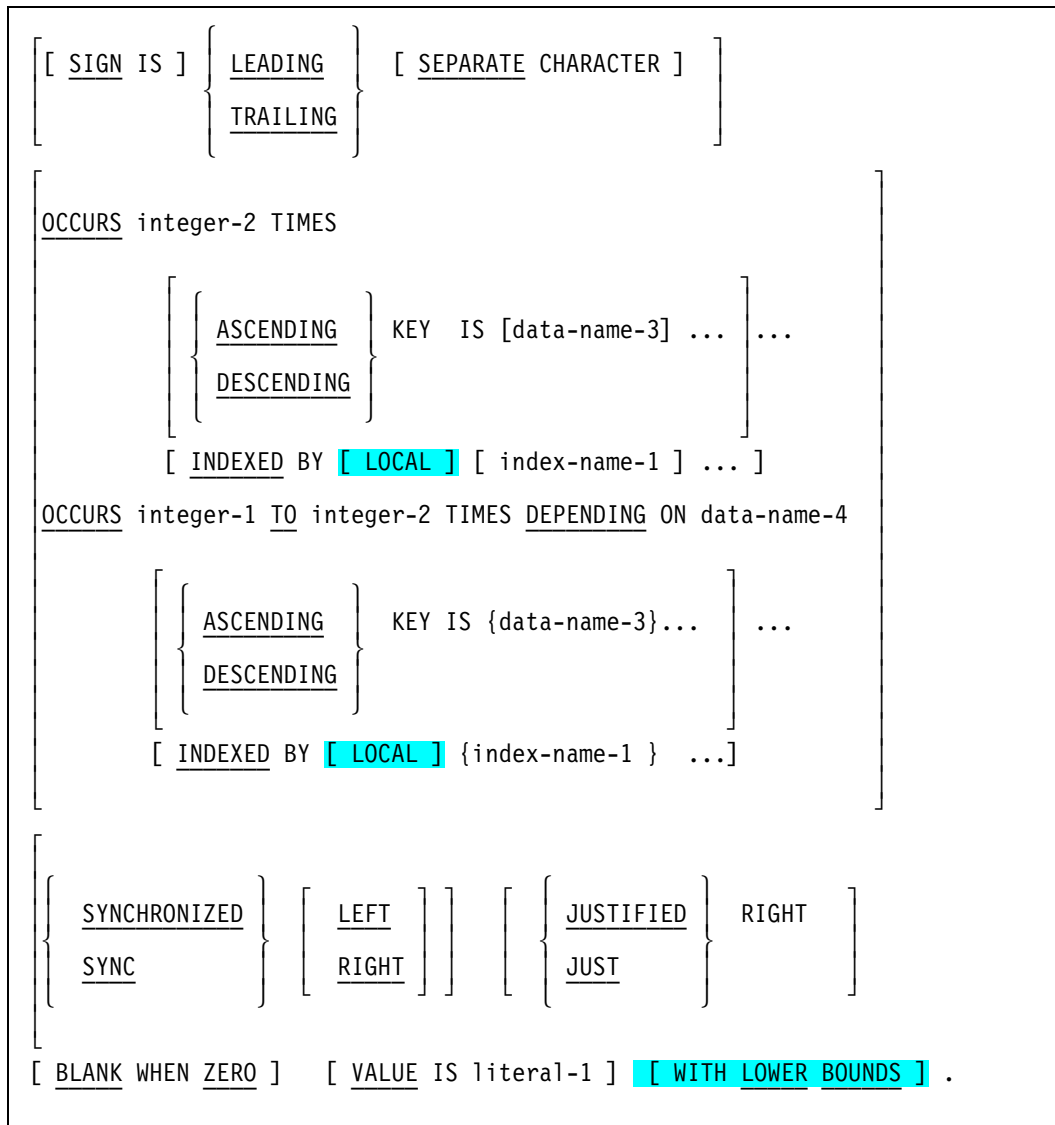 [ SIGN IS ] LEADING [ SEPARATE CHARACTER ]
TRAILING
OCCURS integer-2 TIMES
ASCENDING KEY IS [data-name-3] ... ...
DESCENDING
[ INDEXED BY [ LOCAL ] [ index-name-1 ] ... ]
OCCURS integer-1 TO integer-2 TIMES DEPENDING ON data-name-4
ASCENDING KEY IS {data-name-3}... ...
DESCENDING
[ INDEXED BY [ LOCAL ] {index-name-1 } ...]
SYNCHRONIZED LEFT JUSTIFIED RIGHT
SYNC RIGHT JUST
[ BLANK WHEN ZERO ] [ VALUE IS literal-1 ] [ WITH LOWER BOUNDS ] .